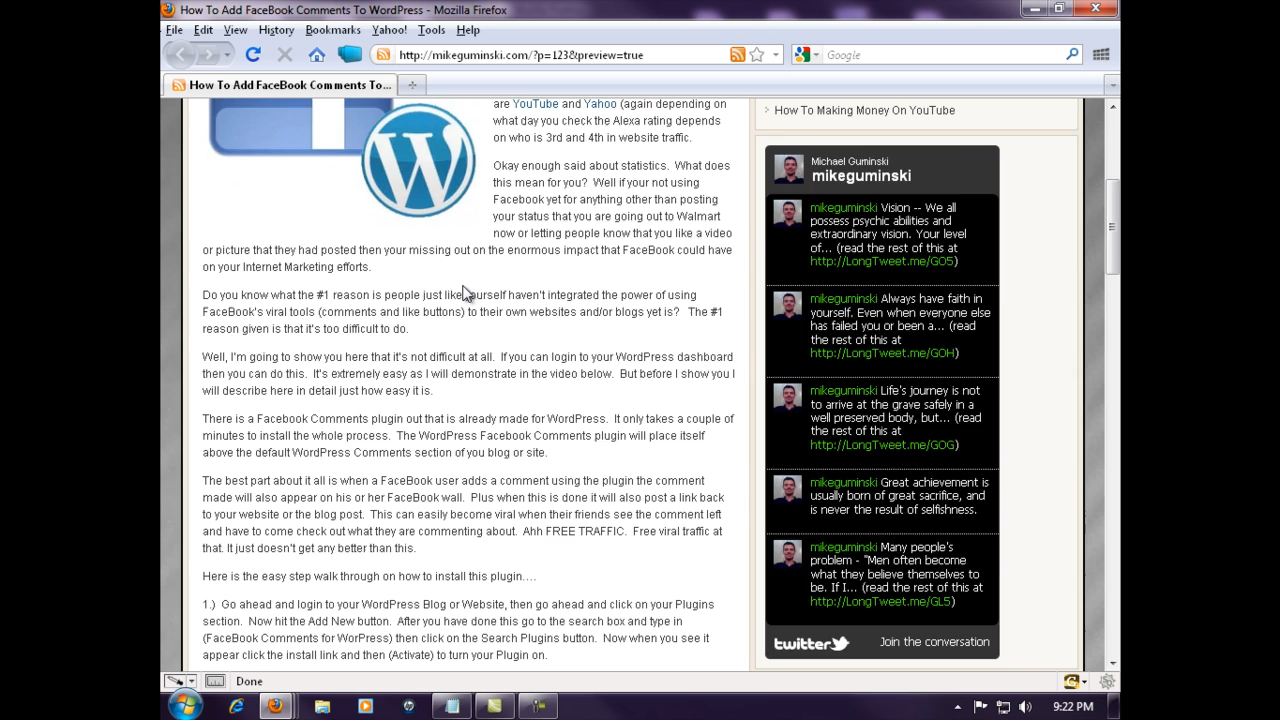 How To Add FaceBook Comments To WordPress - Mozilla Firefox
File Edit View History Bookmarks Yahoo! Tools Help
http://mikeguminski.com/?p=123&preview=true
Google
How To Add FaceBook Comments To...
are YouTube and Yahoo (again depending on
what day you check the Alexa rating depends
on who is 3rd and 4th in website traffic.
Okay enough said about statistics. What does
this mean for you? Well if your not using
Facebook yet for anything other than posting
your status that you are going out to Walmart
now or letting people know that you like a video
or picture that they had posted then your missing out on the enormous impact that FaceBook could have
on your Internet Marketing efforts.
Do you know what the #1 reason is people just like yourself haven't integrated the power of using
FaceBook's viral tools (comments and like buttons) to their own websites and/or blogs yet is? The #1
reason given is that it's too difficult to do.
Well, I'm going to show you here that it's not difficult at all. If you can login to your WordPress dashboard
then you can do this. It's extremely easy as I will demonstrate in the video below. But before I show you I
will describe here in detail just how easy it is.
There is a Facebook Comments plugin out that is already made for WordPress. It only takes a couple of
minutes to install the whole process. The WordPress Facebook Comments plugin will place itself
above the default WordPress Comments section of you blog or site.
The best part about it all is when a FaceBook user adds a comment using the plugin the comment
made will also appear on his or her FaceBook wall. Plus when this is done it will also post a link back
to your website or the blog post. This can easily become viral when their friends see the comment left
and have to come check out what they are commenting about. Ahh FREE TRAFFIC. Free viral traffic at
that. It just doesn't get any better than this.
Here is the easy step walk through on how to install this plugin....
1.) Go ahead and login to your WordPress Blog or Website, then go ahead and click on your Plugins
section. Now hit the Add New button. After you have done this go to the search box and type in
(FaceBook Comments for WorPress) then click on the Search Plugins button. Now when you see it
appear click the install link and then (Activate) to turn your Plugin on.
How To Making Money On YouTube
Michael Guminski
mikeguminski
mikeguminski Vision -- We all
possess psychic abilities and
extraordinary vision. Your level
of... (read the rest of this at
http://LongTweet.me/GO5)
mikeguminski Always have faith in
yourself. Even when everyone else
has failed you or been a... (read
the rest of this at
http://LongTweet.me/GOH)
mikeguminski Life's journey is not
to arrive at the grave safely in a
well preserved body, but... (read
the rest of this at
http://LongTweet.me/GOG)
mikeguminski Great achievement is
usually born of great sacrifice, and
is never the result of selfishness.
mikeguminski Many people's
problem - "Men often become
what they believe themselves to
be. If I... (read the rest of this at
http://LongTweet.me/GL5)
twitter Join the conversation
Done
9:22 PM